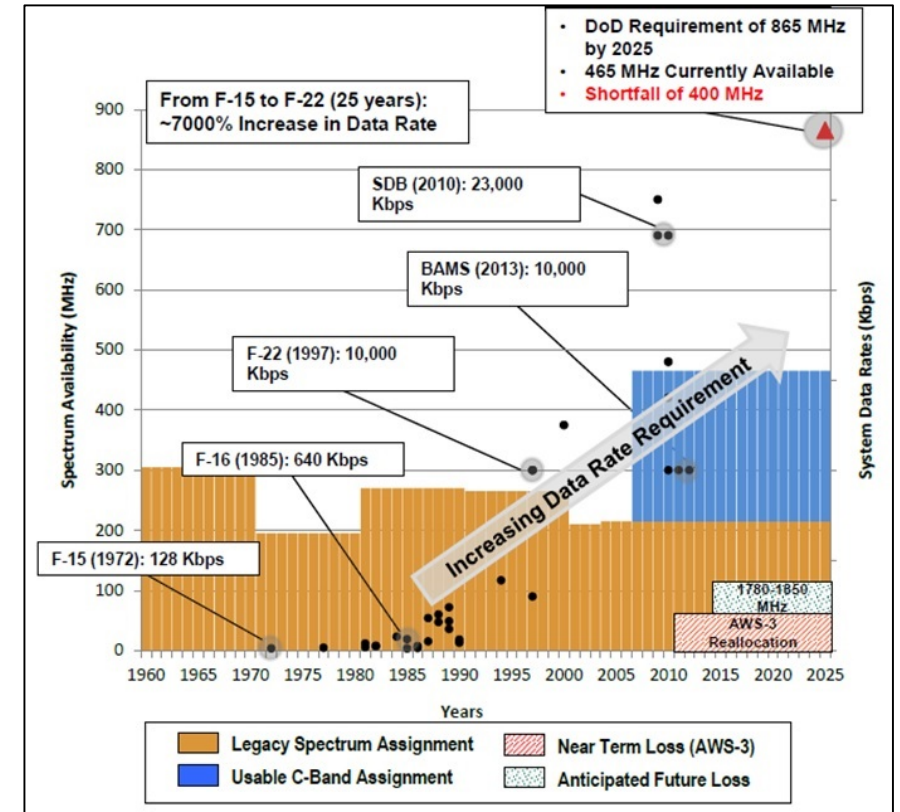 • DoD Requirement of 865 MHz
by 2025
• 465 MHz Currently Available
• Shortfall of 400 MHz
From F-15 to F-22 (25 years):
~7000% Increase in Data Rate
SDB (2010): 23,000
Kbps
BAMS (2013): 10,000
Kbps
F-22 (1997): 10,000
Kbps
F-16 (1985): 640 Kbps
F-15 (1972): 128 Kbps
Increasing Data Rate Requirement
Spectrum Availability (MHz)
900
800
700
600
500
400
300
200
100
0
System Data Rates (Kbps)
1780-1850
MHz
AWS-3
Reallocation
1960 7065 1970 1975 1980 1985 1990 1995 2000 2005 2010 2015 2020 2025
Years
Legacy Spectrum Assignment
Near Term Loss (AWS-3)
Usable C-Band Assignment
Anticipated Future Loss